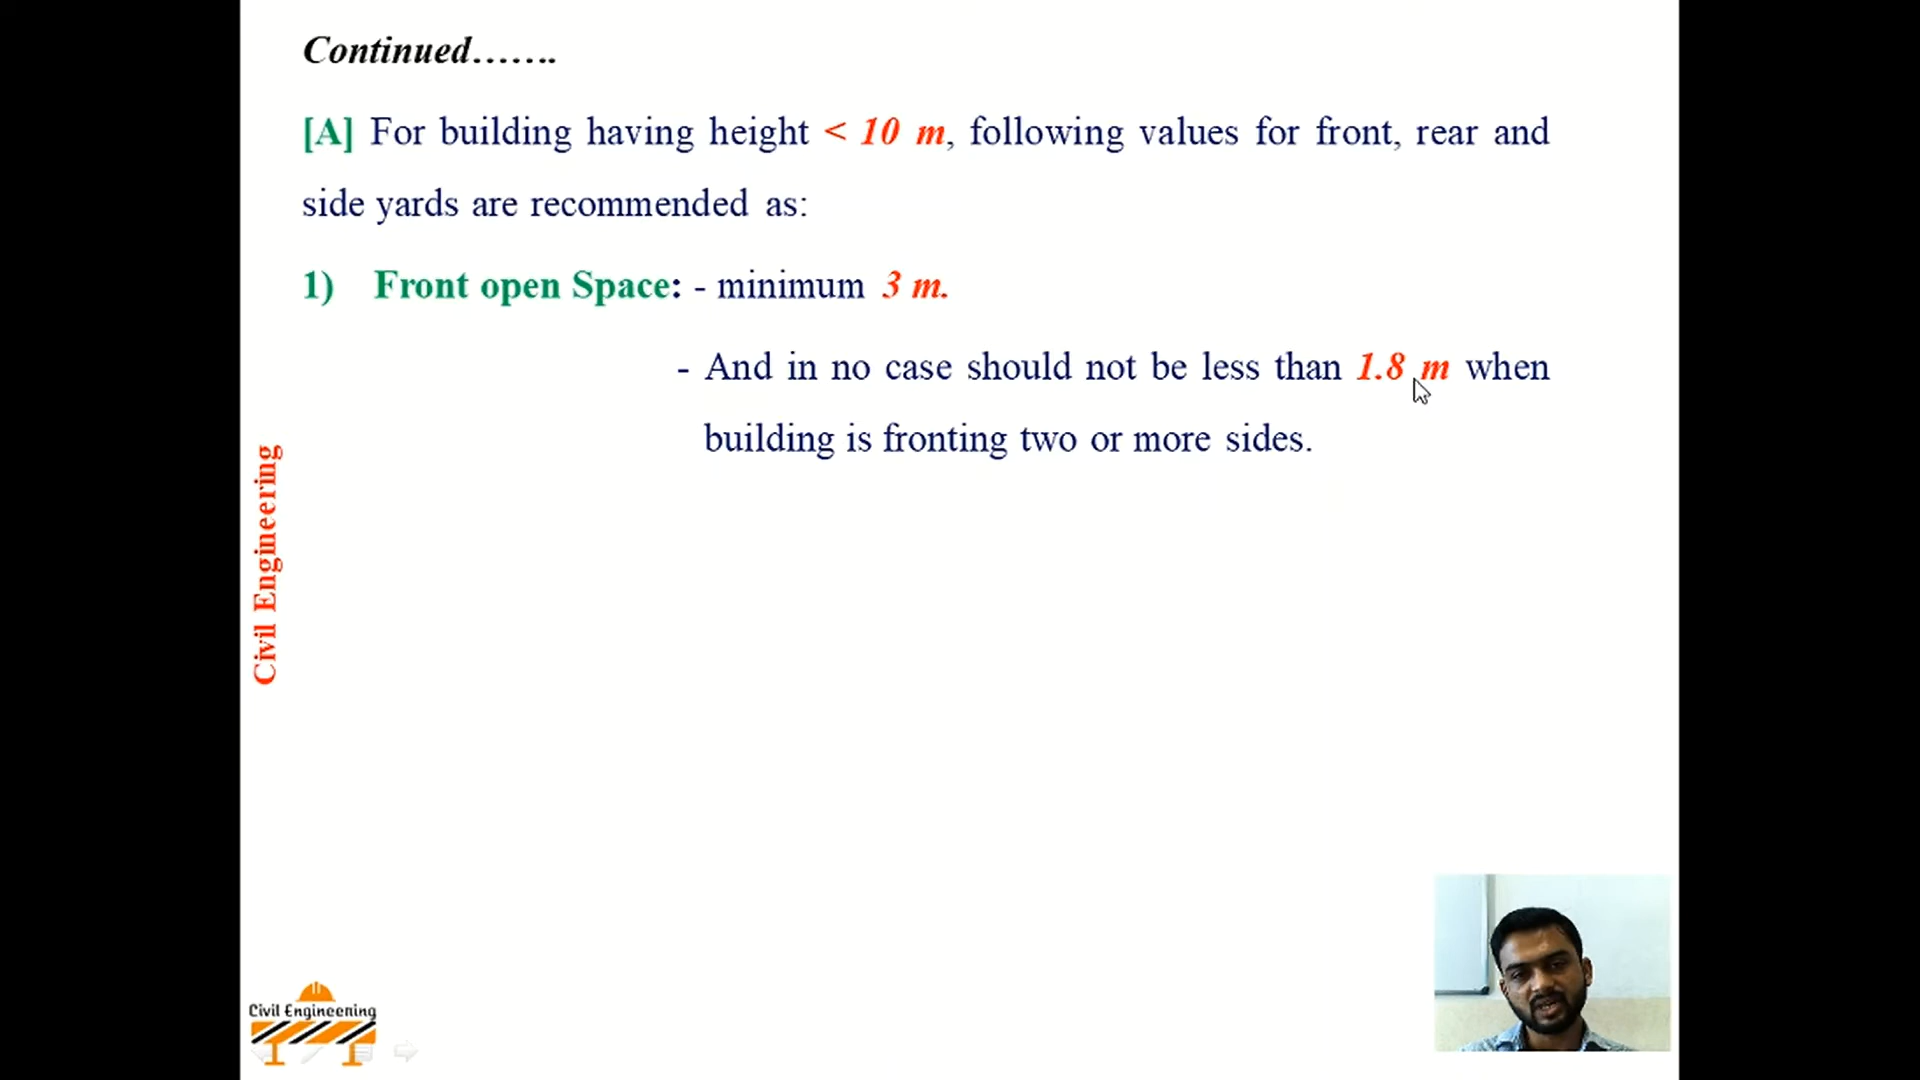 Continued…….
[A] For building having height < 10 m, following values for front, rear and
side yards are recommended as:
1) Front open Space: - minimum 3 m.
- And in no case should not be less than 1.8 m when
building is fronting two or more sides.
Civil Engineering
Civil Engineering